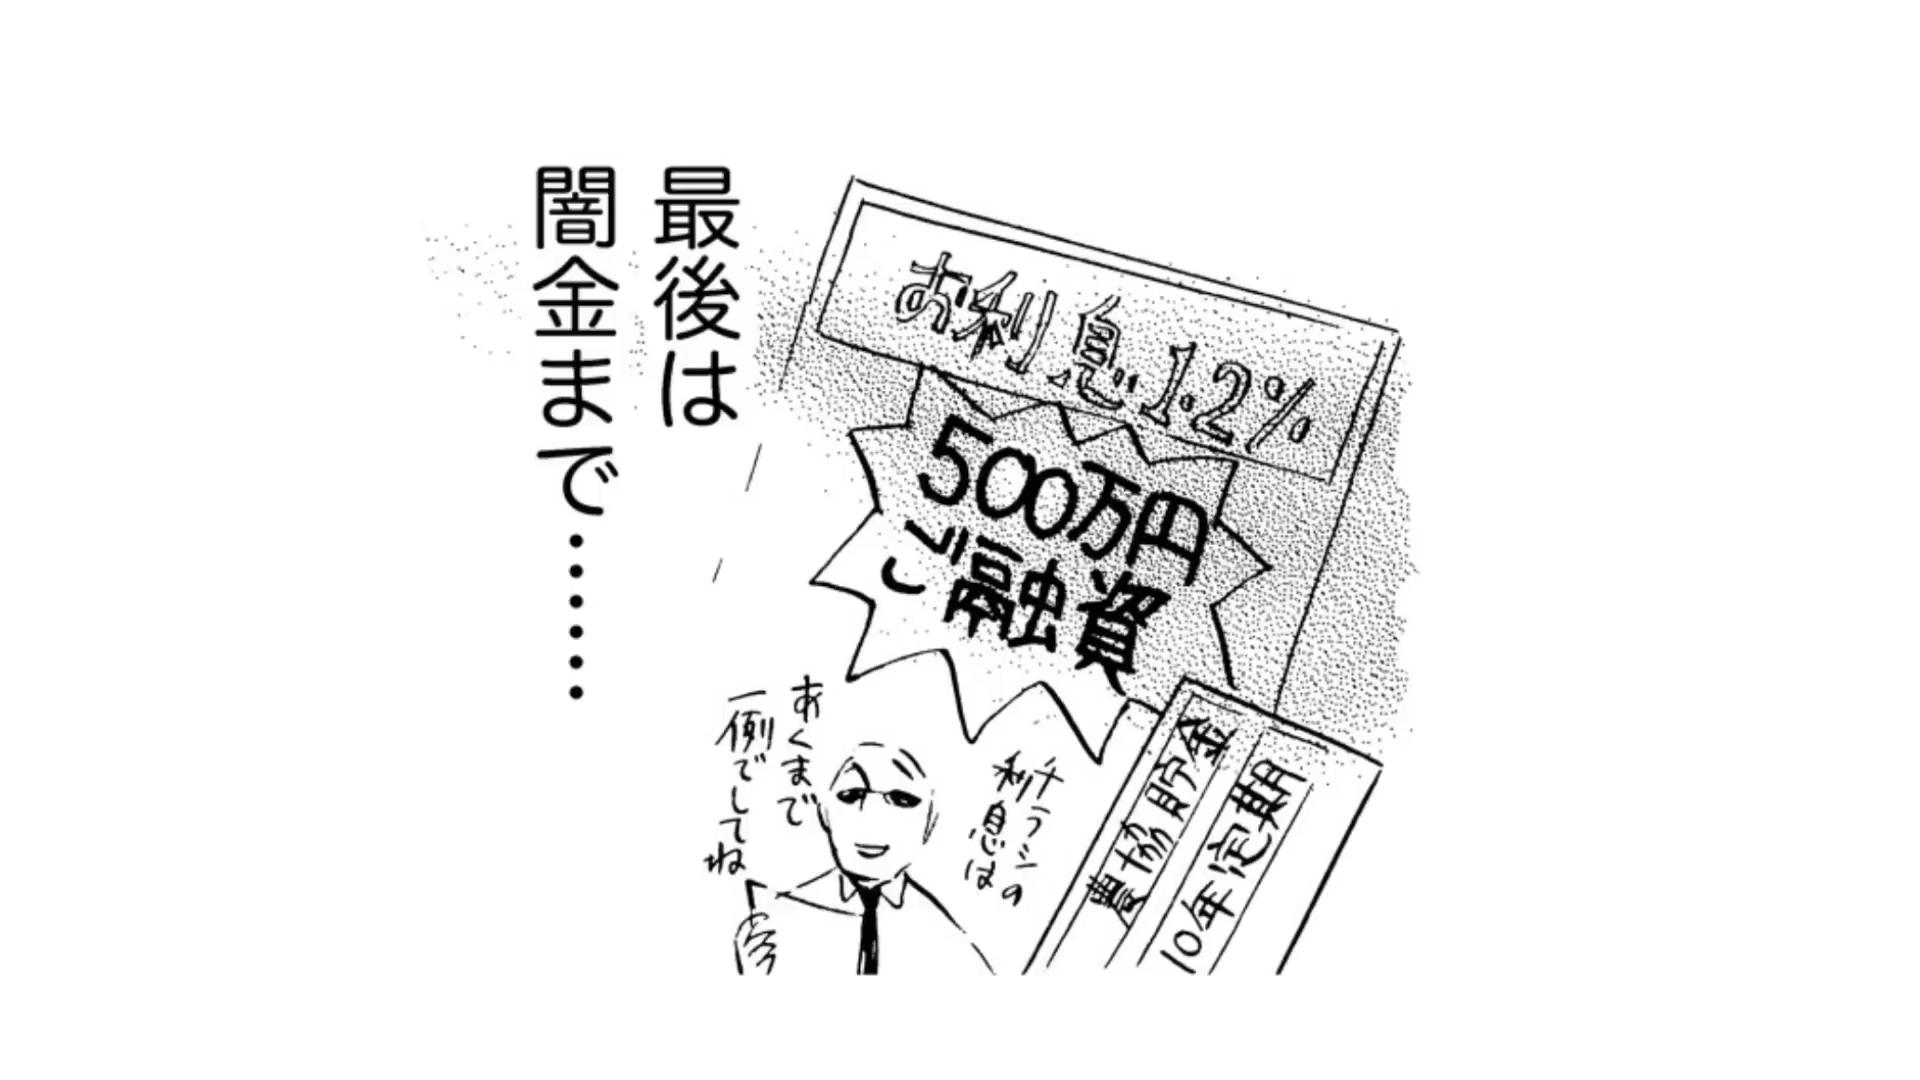 最後は
闇金まで……
お利息1.2%
500万円
ご融資
農協貯金
10年定期
チラシの
利息は
あくまで
一例でしてね